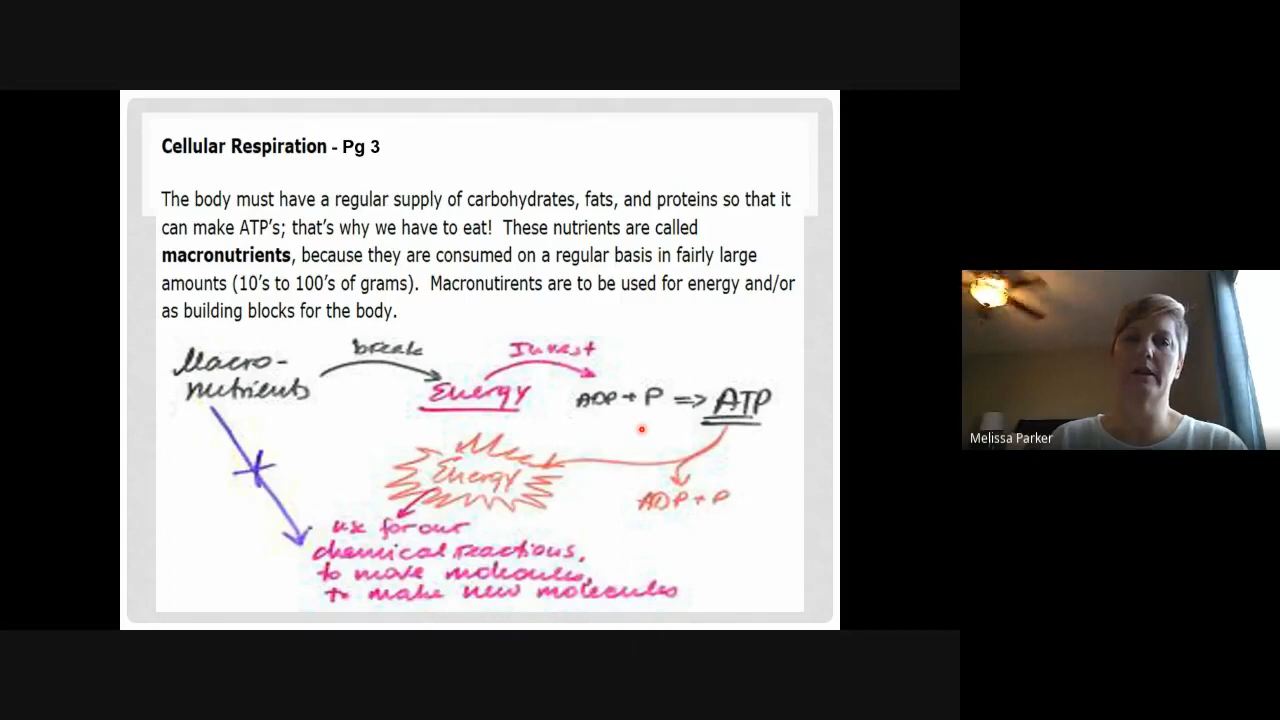 Cellular Respiration - Pg 3
The body must have a regular supply of carbohydrates, fats, and proteins so that it
can make ATP's; that's why we have to eat! These nutrients are called
macronutrients, because they are consumed on a regular basis in fairly large
amounts (10's to 100's of grams). Macronutirents are to be used for energy and/or
as building blocks for the body.
Macro-
nutrients
break
Energy
Invest
ADP + P => ATP
Energy
ADP + P
use for our
chemical reactions,
to move molecules,
to make new molecules
Melissa Parker